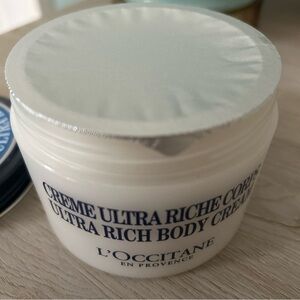 CREME ULTRA RICHE CORPS
ULTRA RICH BODY CREAM
L'OCCITANE
EN PROVENCE